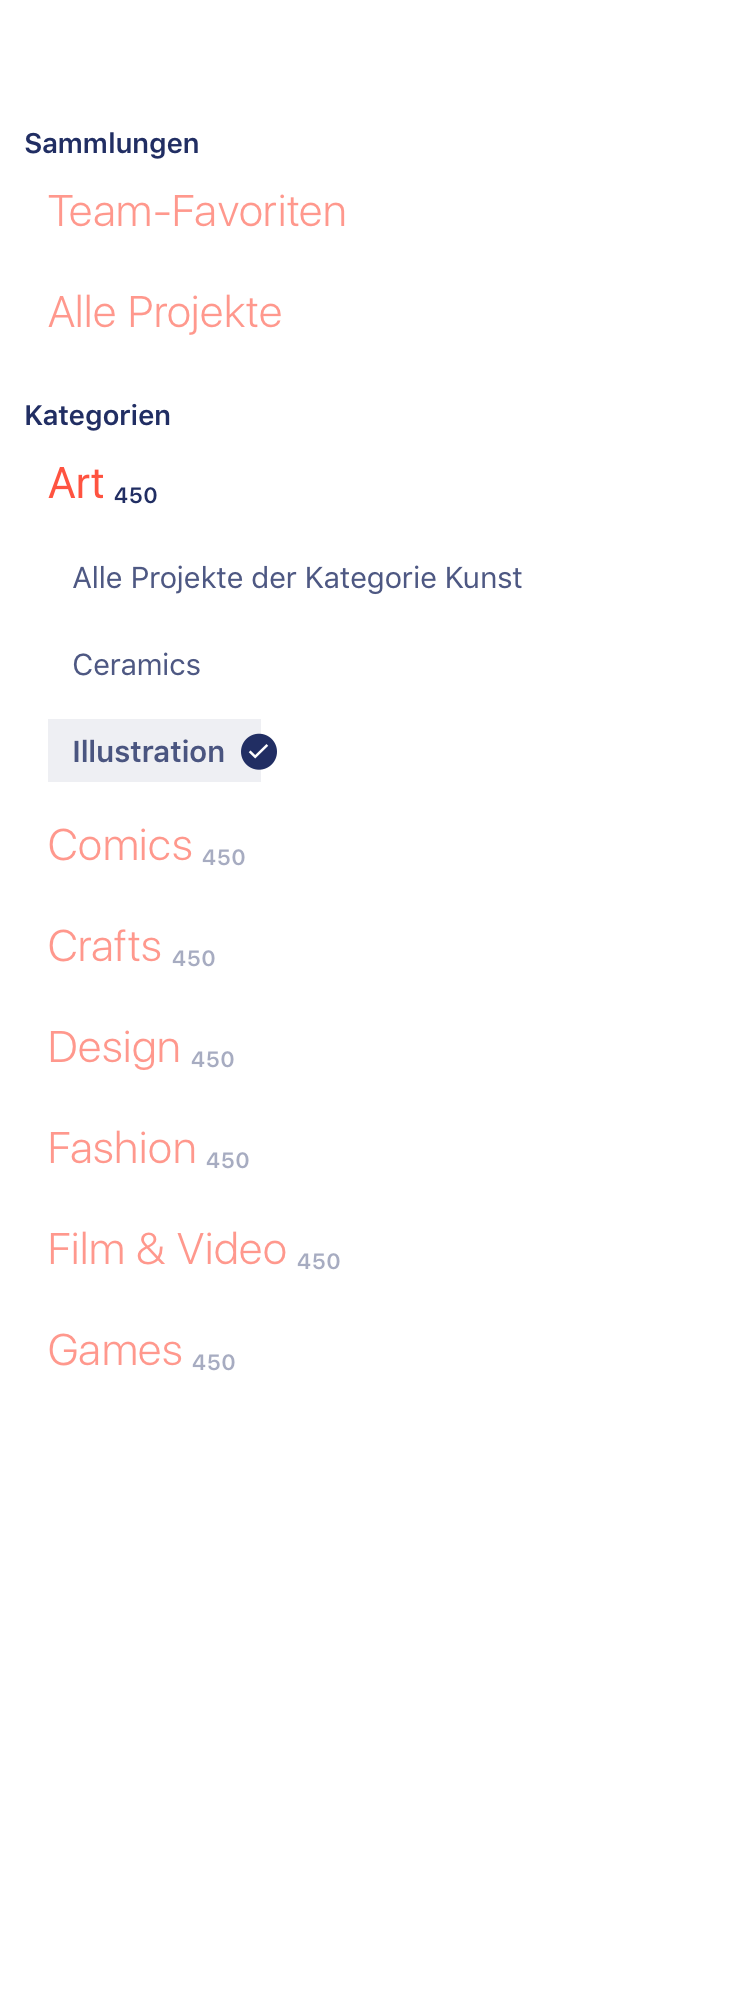 Sammlungen
Team-Favoriten
Alle Projekte
Kategorien
Art 450
Alle Projekte der Kategorie Kunst
Ceramics
Illustration
Comics 450
Crafts 450
Design 450
Fashion 450
Film & Video 450
Games 450